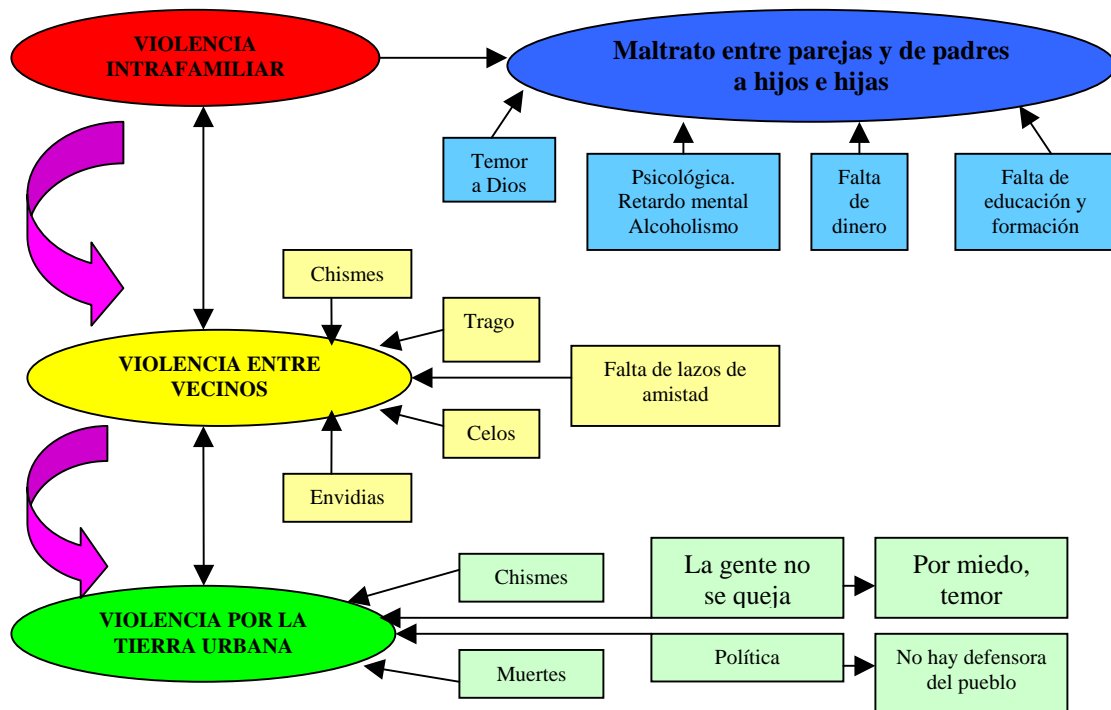 VIOLENCIA
INTRAFAMILIAR
Maltrato entre parejas y de padres
a hijos e hijas
Temor
a Dios
Psicológica.
Retardo mental
Alcoholismo
Falta
de
dinero
Falta de
educación y
formación
Chismes
Trago
VIOLENCIA ENTRE
VECINOS
Falta de lazos de
amistad
Celos
Envidias
Chismes
La gente no
se queja
Por miedo,
temor
VIOLENCIA POR LA
TIERRA URBANA
Muertes
Política
No hay defensora
del pueblo